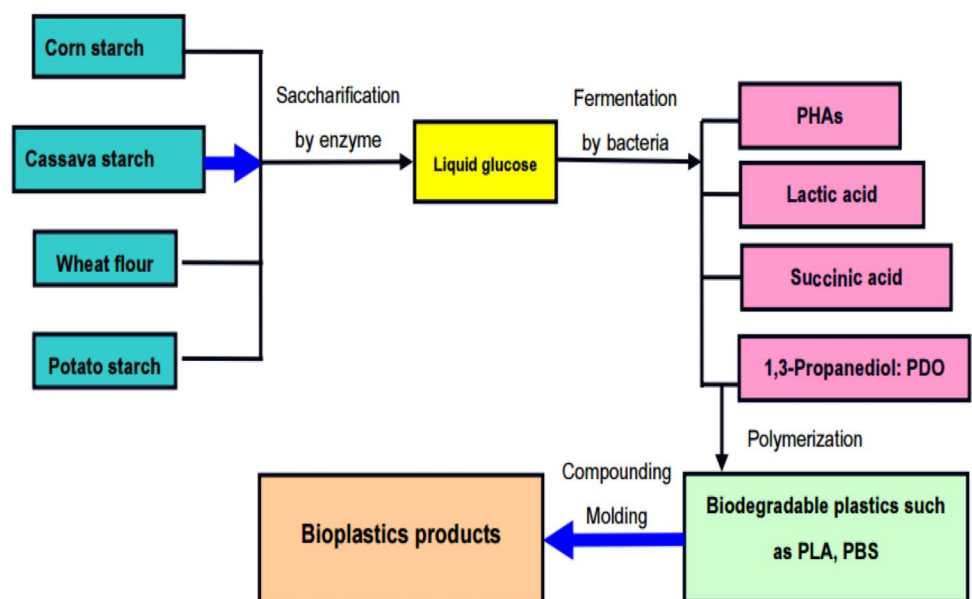 Corn starch
Cassava starch
Wheat flour
Potato starch
Saccharification
by enzyme
Liquid glucose
Fermentation
by bacteria
PHAs
Lactic acid
Succinic acid
1,3-Propanediol: PDO
Polymerization
Biodegradable plastics such
as PLA, PBS
Compounding
Molding
Bioplastics products